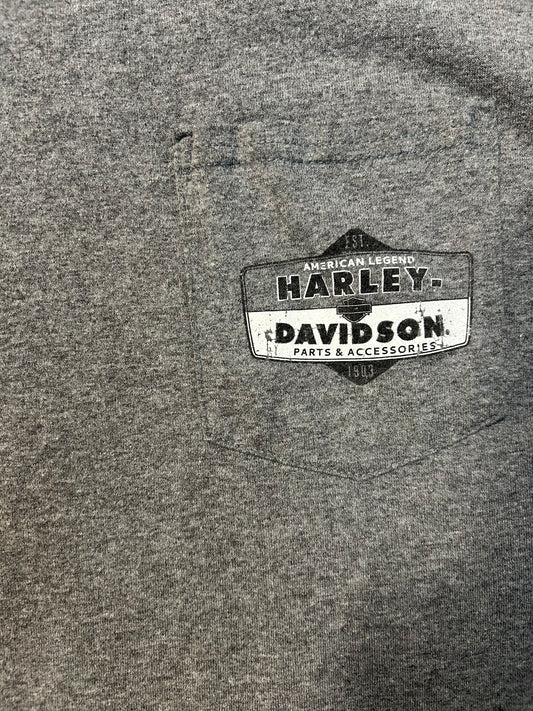 EST.
AMERICAN LEGEND
HARLEY-
DAVIDSON
PARTS & ACCESSORIES
1903